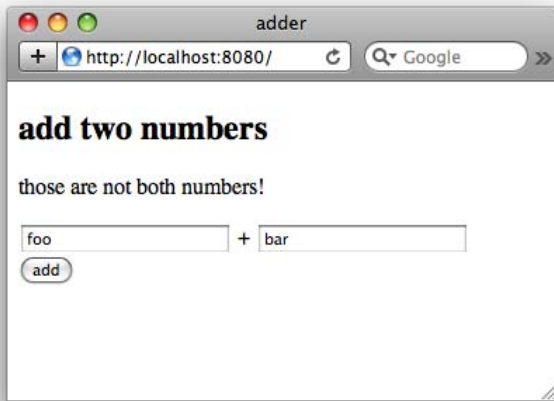 adder
+ http://localhost:8080/ Google »
add two numbers
those are not both numbers!
foo + bar
add